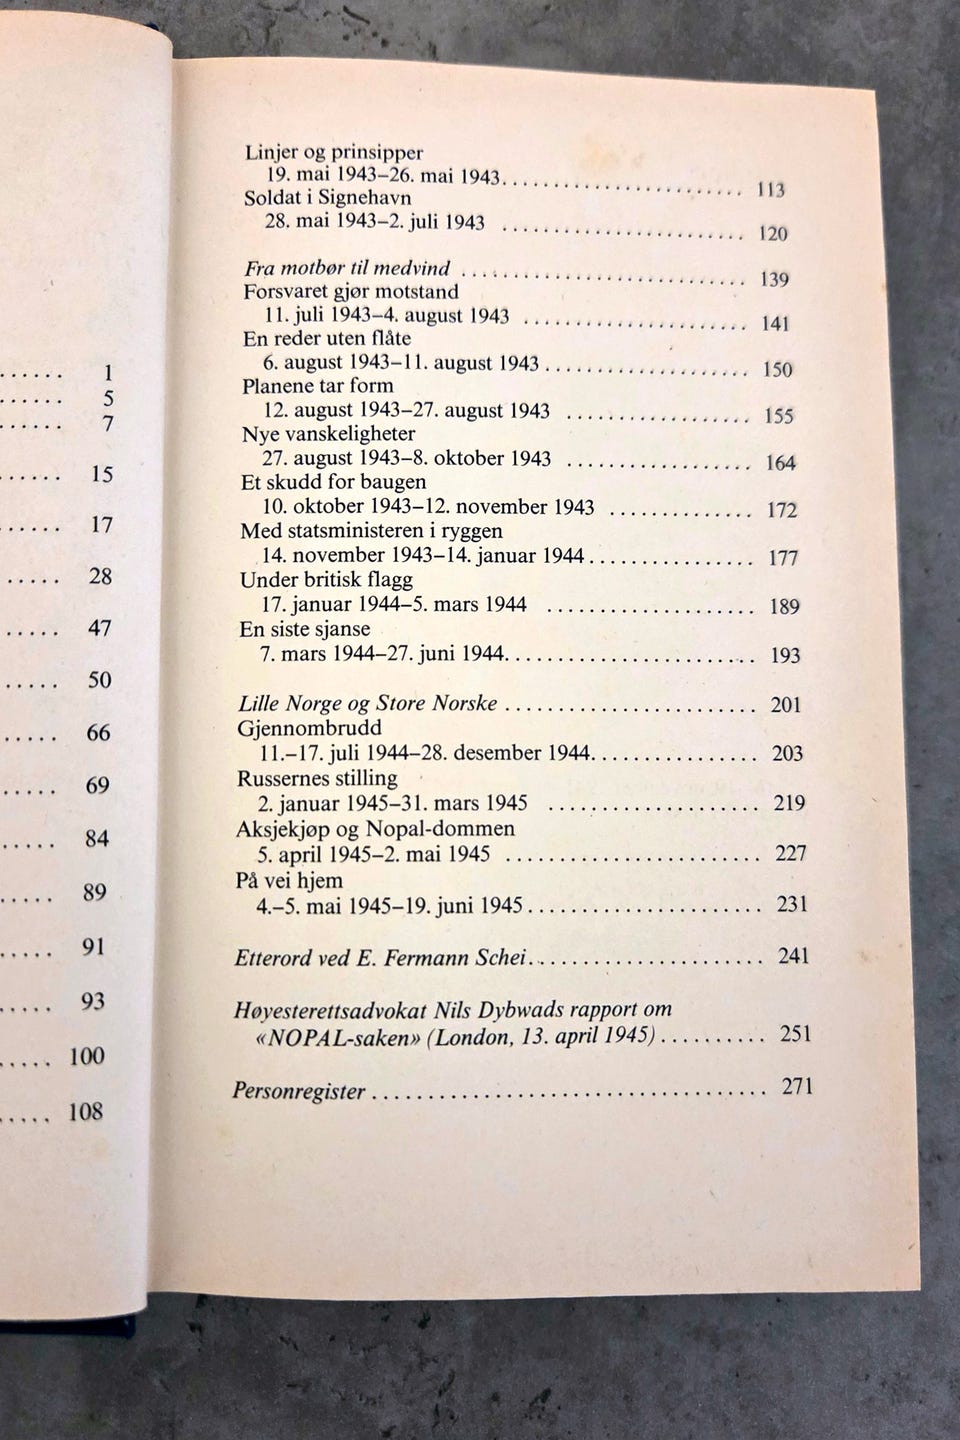 ...... 1
...... 5
...... 7
...... 15
...... 17
..... 28
..... 47
..... 50
..... 66
..... 69
..... 84
..... 89
..... 91
..... 93
..... 100
..... 108
Linjer og prinsipper
19. mai 1943–26. mai 1943.......................... 113
Soldat i Signehavn
28. mai 1943–2. juli 1943 ......................... 120
Fra motbør til medvind ............................. 139
Forsvaret gjør motstand
11. juli 1943–4. august 1943 ....................... 141
En reder uten flåte
6. august 1943–11. august 1943..................... 150
Planene tar form
12. august 1943–27. august 1943 ................... 155
Nye vanskeligheter
27. august 1943–8. oktober 1943 ................... 164
Et skudd for baugen
10. oktober 1943–12. november 1943 ............... 172
Med statsministeren i ryggen
14. november 1943–14. januar 1944................. 177
Under britisk flagg
17. januar 1944–5. mars 1944 ..................... 189
En siste sjanse
7. mars 1944–27. juni 1944......................... 193
Lille Norge og Store Norske ......................... 201
Gjennombrudd
11.–17. juli 1944–28. desember 1944................. 203
Russernes stilling
2. januar 1945–31. mars 1945 ..................... 219
Aksjekjøp og Nopal-dommen
5. april 1945–2. mai 1945 ......................... 227
På vei hjem
4.–5. mai 1945–19. juni 1945....................... 231
Etterord ved E. Fermann Schei....................... 241
Høyesterettsadvokat Nils Dybwads rapport om
«NOPAL-saken» (London, 13. april 1945).......... 251
Personregister .................................... 271